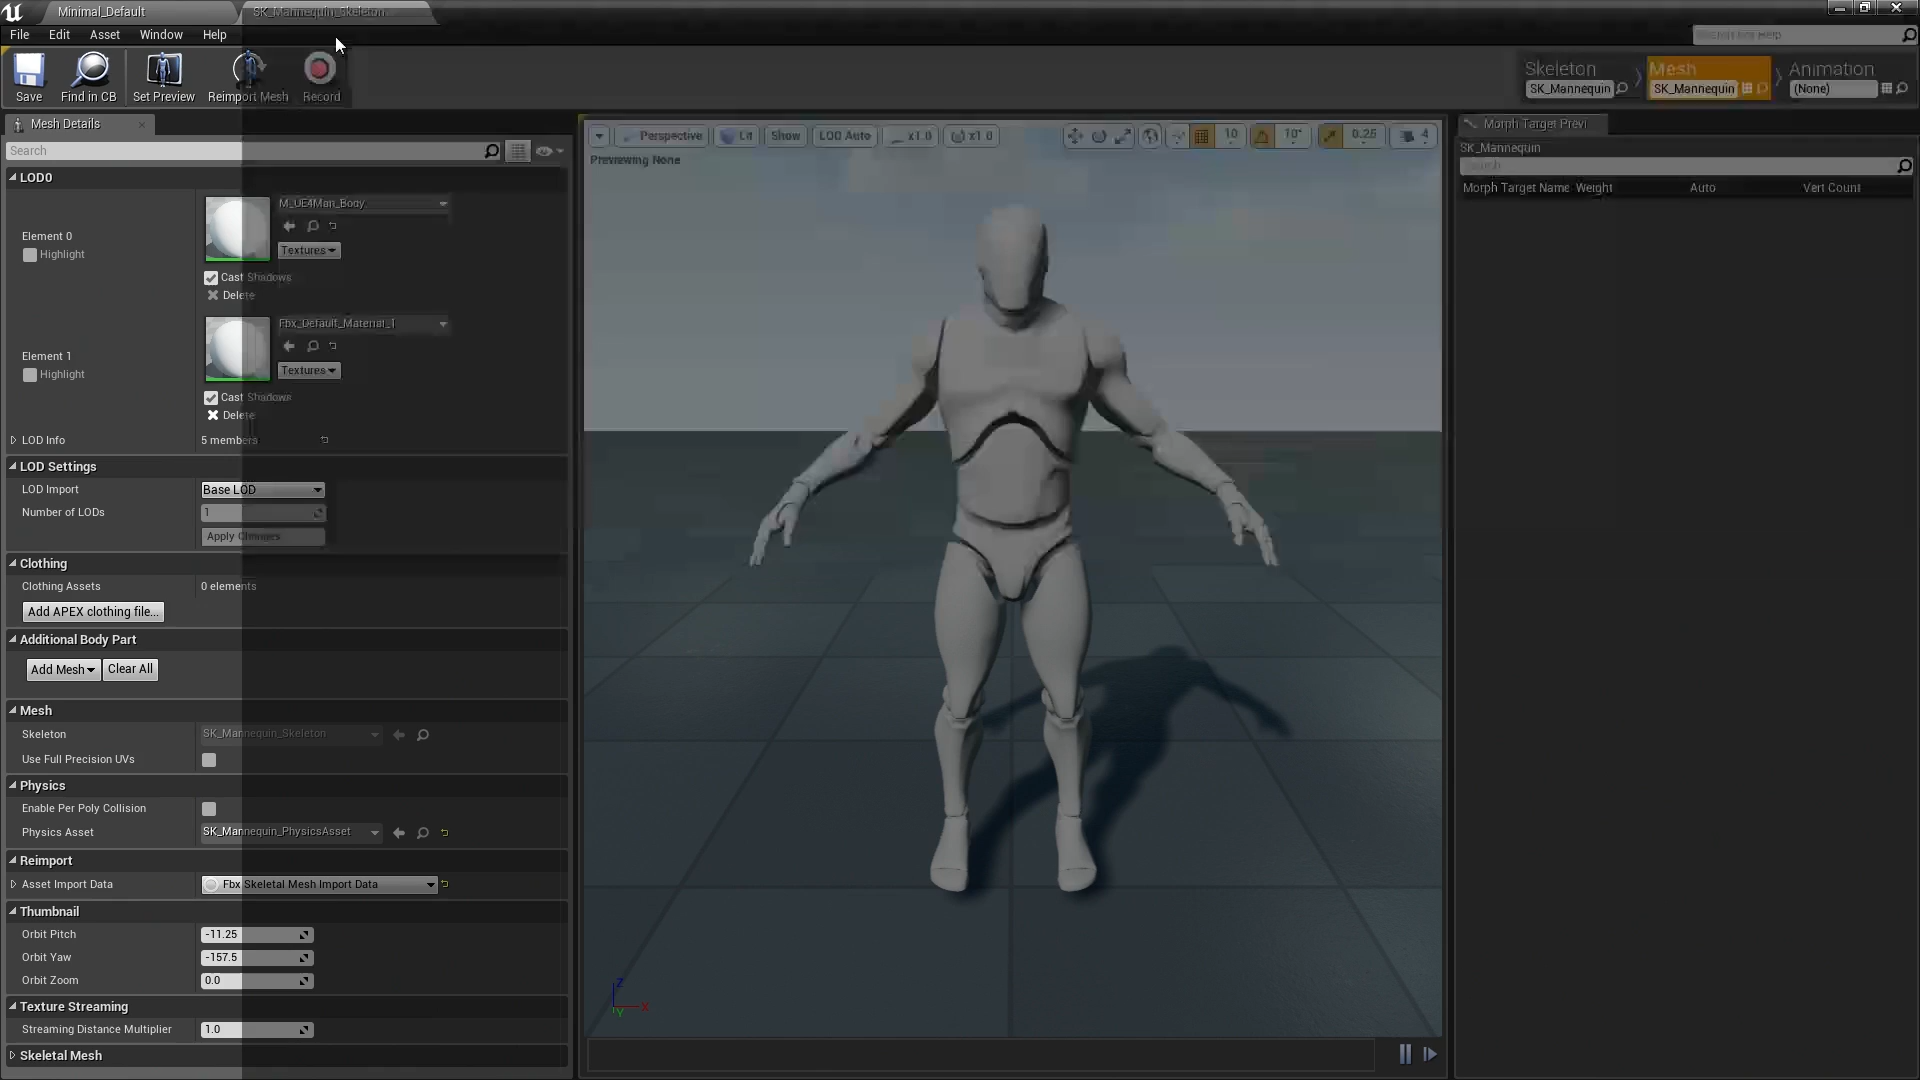 Minimal_Default
SK_Mannequin_Skeleton
File Edit Asset Window Help
Search For Help
Save
Find in CB
Set Preview
Reimport Mesh
Record
Skeleton
SK_Mannequin
Mesh
SK_Mannequin
Animation
(None)
Mesh Details
Search
LOD0
Element 0
Highlight
M_UE4Man_Body
Textures
Cast Shadows
Delete
Element 1
Highlight
Fbx_Default_Material_1
Textures
Cast Shadows
Delete
LOD Info 5 members
LOD Settings
LOD Import Base LOD
Number of LODs 1
Apply Changes
Clothing
Clothing Assets 0 elements
Add APEX clothing file...
Additional Body Part
Add Mesh Clear All
Mesh
Skeleton SK_Mannequin_Skeleton
Use Full Precision UVs
Physics
Enable Per Poly Collision
Physics Asset SK_Mannequin_PhysicsAsset
Reimport
Asset Import Data Fbx Skeletal Mesh Import Data
Thumbnail
Orbit Pitch -11.25
Orbit Yaw -157.5
Orbit Zoom 0.0
Texture Streaming
Streaming Distance Multiplier 1.0
Skeletal Mesh
Perspective Lit Show LOD Auto x1.0 x1.0 10 10° 0.25 4
Previewing None
Z
X
Y
Morph Target Previ
SK_Mannequin
Search
Morph Target Name Weight Auto Vert Count